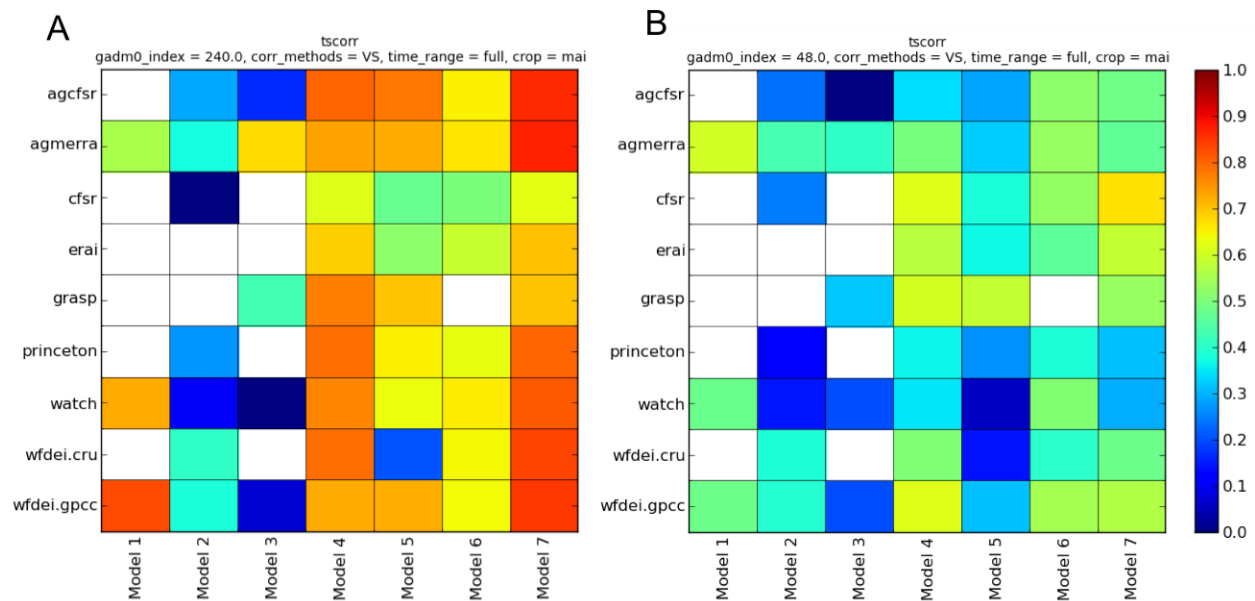 A
tscorr
gadm0_index = 240.0, corr_methods = VS, time_range = full, crop = mai
agcfsr
agmerra
cfsr
erai
grasp
princeton
watch
wfdei.cru
wfdei.gpcc
Model 1
Model 2
Model 3
Model 4
Model 5
Model 6
Model 7
B
tscorr
gadm0_index = 48.0, corr_methods = VS, time_range = full, crop = mai
agcfsr
agmerra
cfsr
erai
grasp
princeton
watch
wfdei.cru
wfdei.gpcc
Model 1
Model 2
Model 3
Model 4
Model 5
Model 6
Model 7
1.0
0.9
0.8
0.7
0.6
0.5
0.4
0.3
0.2
0.1
0.0